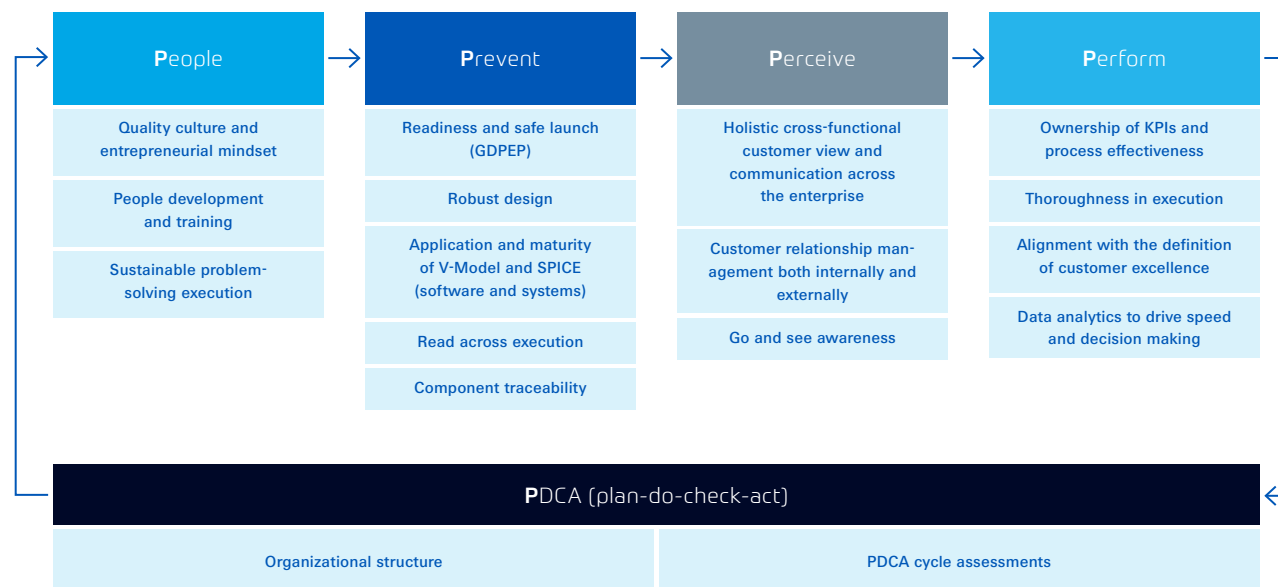 People
Quality culture and
entrepreneurial mindset
People development
and training
Sustainable problem-
solving execution
Prevent
Readiness and safe launch
(GDPEP)
Robust design
Application and maturity
of V-Model and SPICE
(software and systems)
Read across execution
Component traceability
Perceive
Holistic cross-functional
customer view and
communication across
the enterprise
Customer relationship man-
agement both internally and
externally
Go and see awareness
Perform
Ownership of KPIs and
process effectiveness
Thoroughness in execution
Alignment with the definition
of customer excellence
Data analytics to drive speed
and decision making
PDCA (plan-do-check-act)
Organizational structure
PDCA cycle assessments